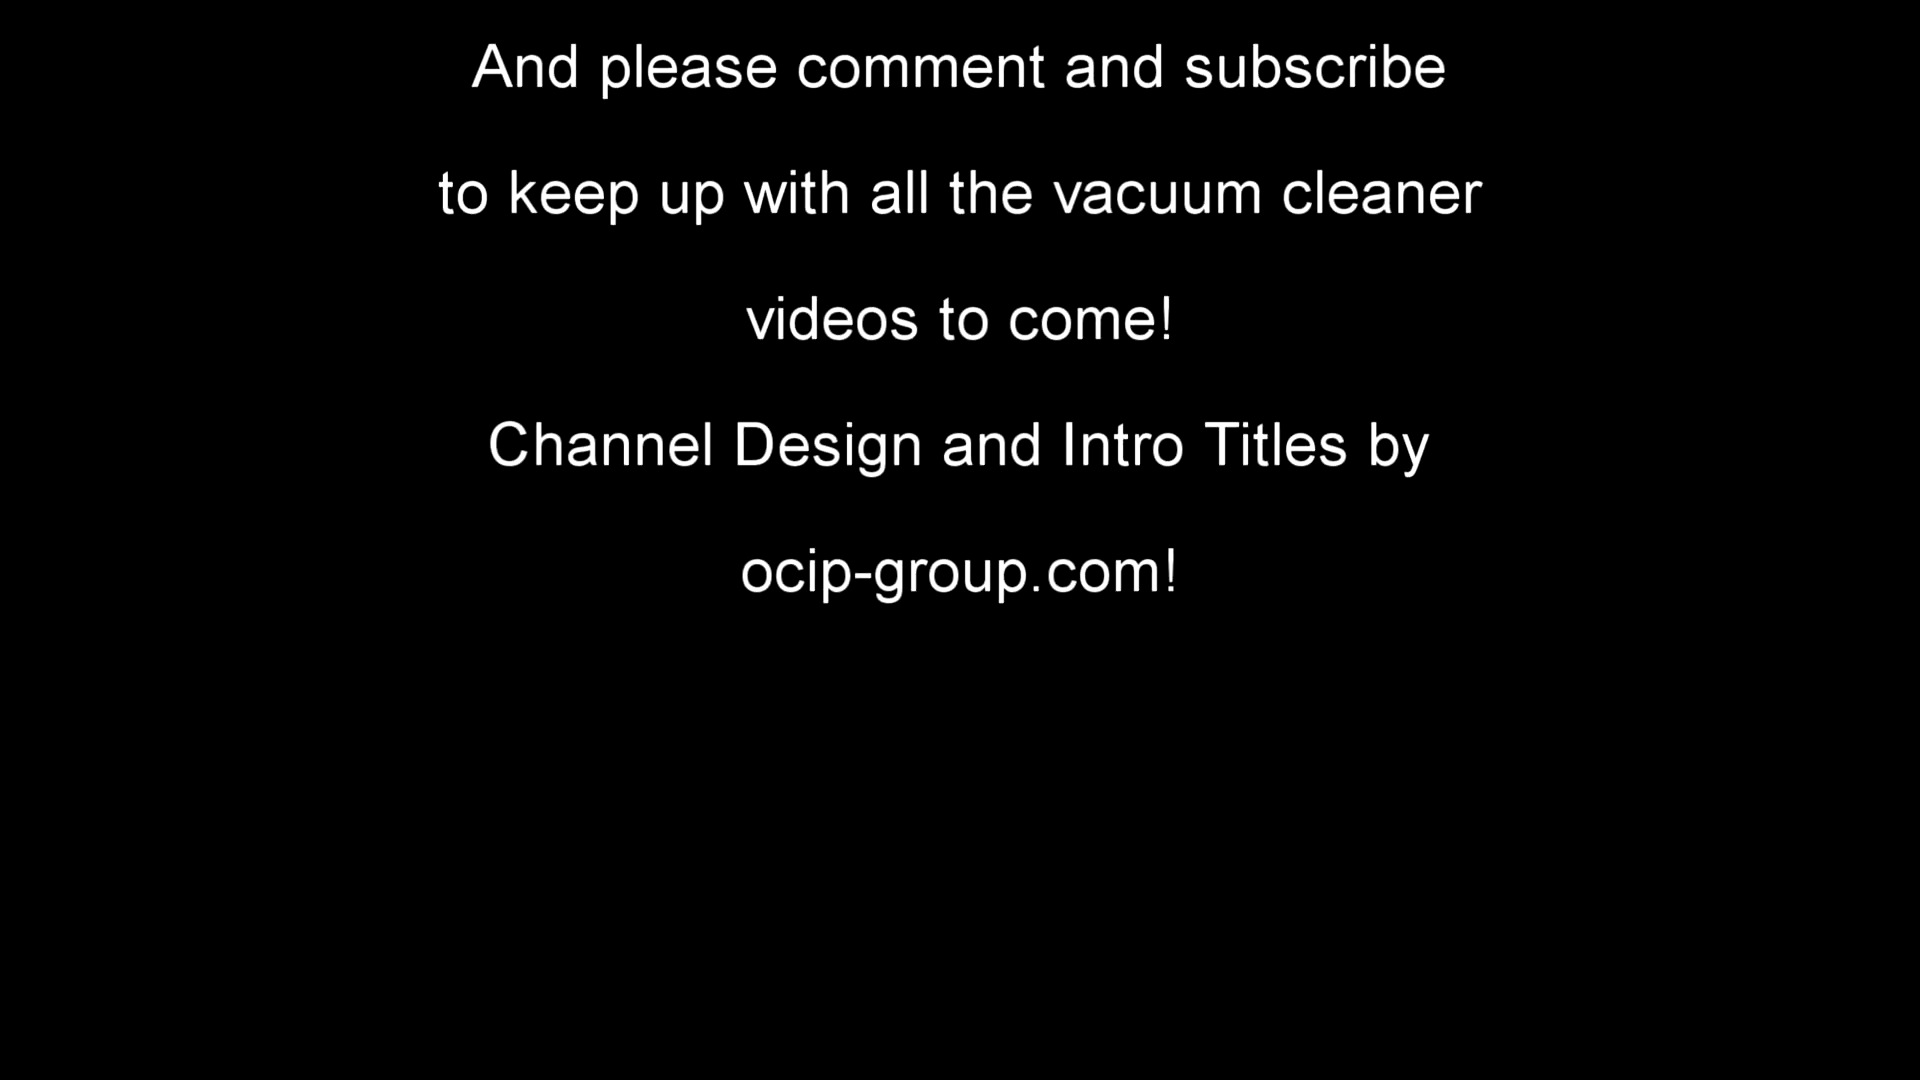 And please comment and subscribe
to keep up with all the vacuum cleaner
videos to come!
Channel Design and Intro Titles by
ocip-group.com!